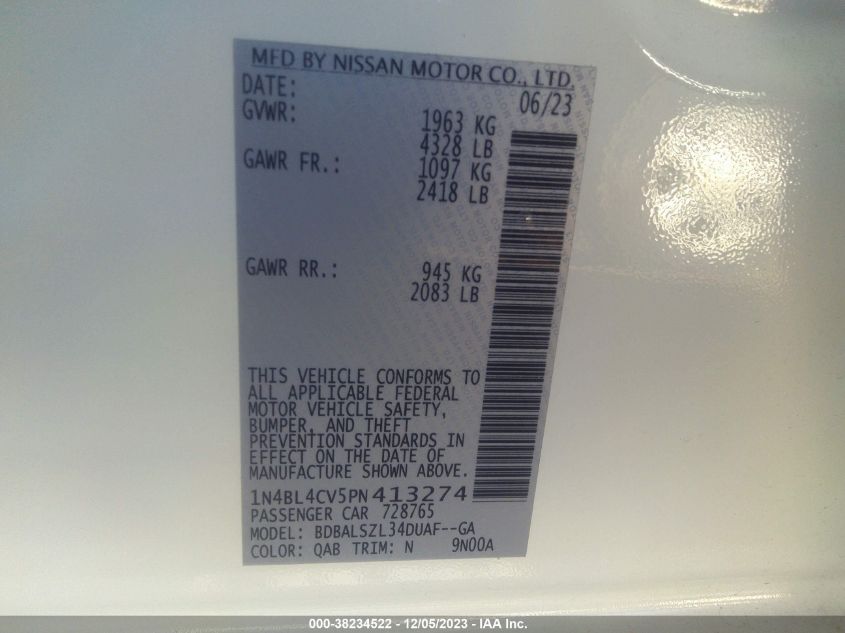 MFD BY NISSAN MOTOR CO., LTD.
DATE: 06/23
GVWR: 1963 KG
4328 LB
GAWR FR.: 1097 KG
2418 LB
GAWR RR.: 945 KG
2083 LB
THIS VEHICLE CONFORMS TO
ALL APPLICABLE FEDERAL
MOTOR VEHICLE SAFETY,
BUMPER, AND THEFT
PREVENTION STANDARDS IN
EFFECT ON THE DATE OF
MANUFACTURE SHOWN ABOVE.
1N4BL4CV5PN413274
PASSENGER CAR 728765
MODEL: BDBALSZL34DUAF--GA
COLOR: QAB TRIM: N 9N00A
000-38234522 - 12/05/2023 - IAA Inc.